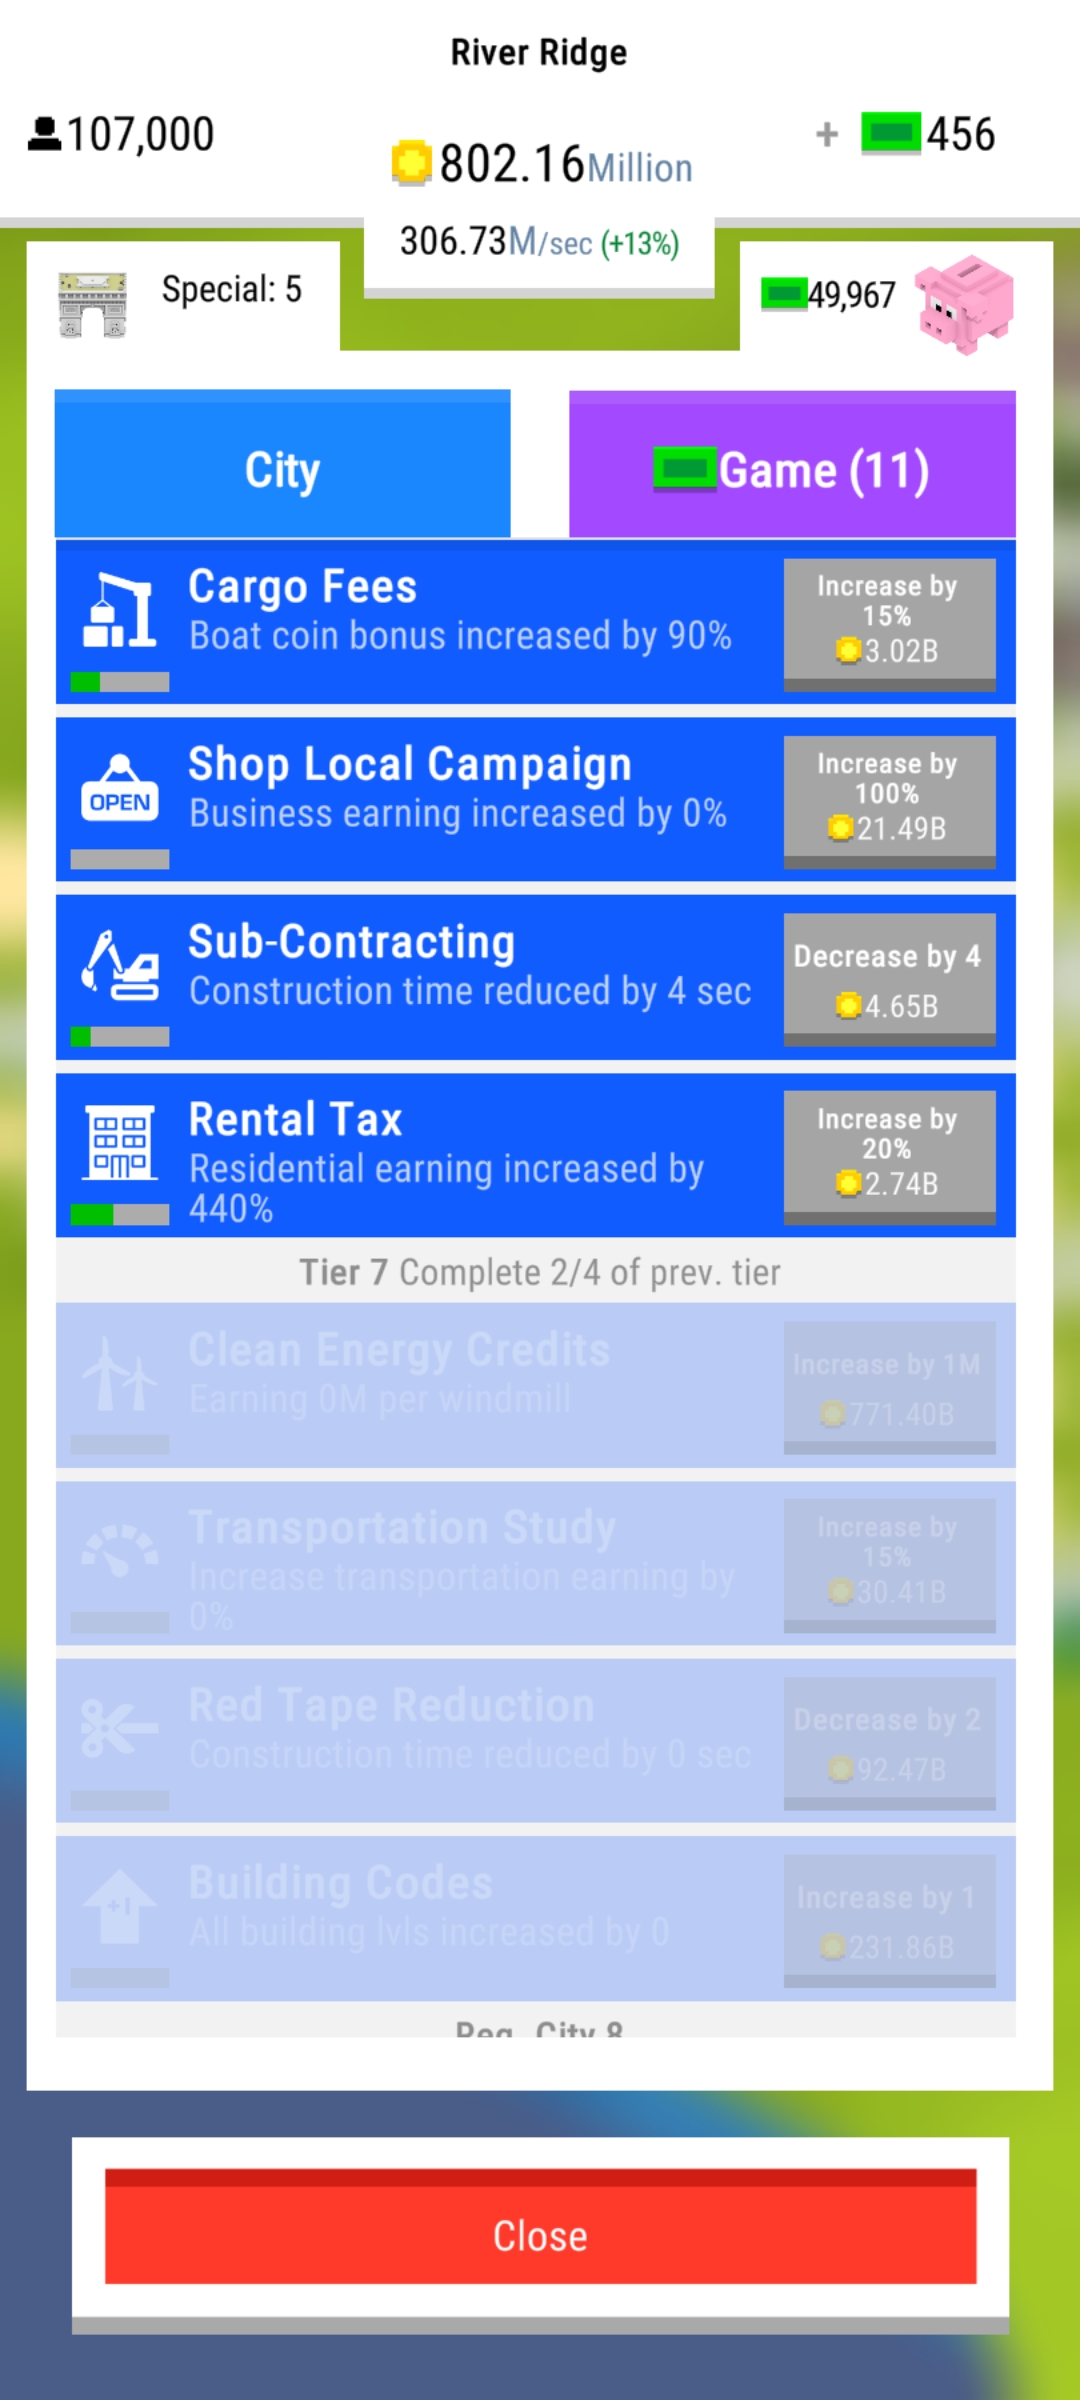 River Ridge
107,000
+ 456
802.16Million
306.73M/sec (+13%)
Special: 5
49,967
City
Game (11)
Cargo Fees
Boat coin bonus increased by 90%
Increase by
15%
3.02B
Shop Local Campaign
Business earning increased by 0%
OPEN
Increase by
100%
21.49B
Sub-Contracting
Construction time reduced by 4 sec
Decrease by 4
4.65B
Rental Tax
Residential earning increased by
440%
Increase by
20%
2.74B
Tier 7 Complete 2/4 of prev. tier
Clean Energy Credits
Earning 0M per windmill
Increase by 1M
771.40B
Transportation Study
Increase transportation earning by
0%
Increase by
15%
30.41B
Red Tape Reduction
Construction time reduced by 0 sec
Decrease by 2
92.47B
Building Codes
All building lvls increased by 0
+1
Increase by 1
231.86B
Req. City 8
Close